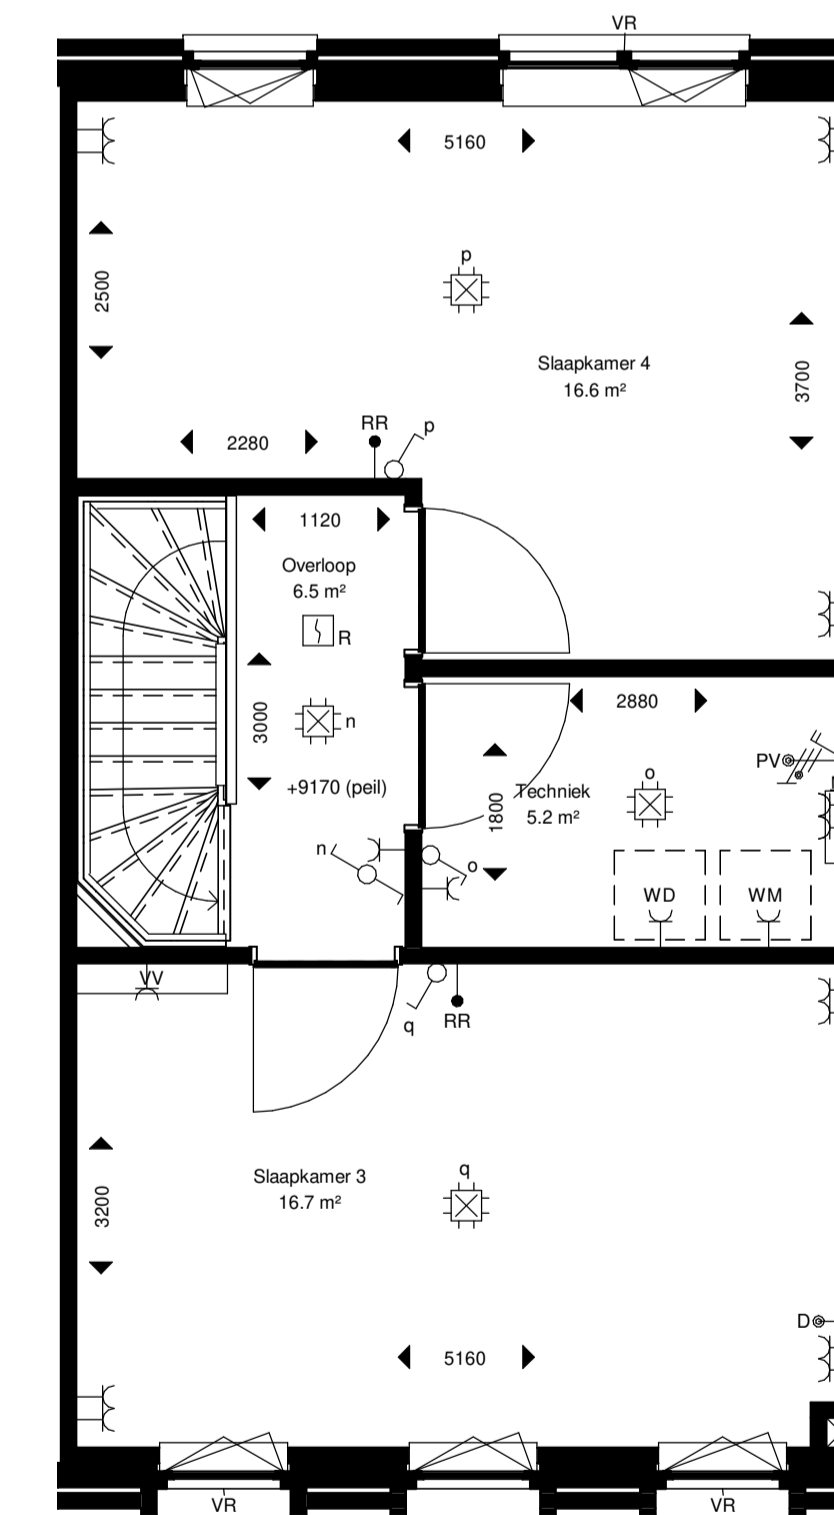 VR
5160
p
2500
Slaapkamer 4
16.6 m²
3700
RR
p
2280
1120
Overloop
6.5 m²
R
3000
n
+9170 (peil)
2880
PV
o
Techniek
5.2 m²
1800
n
o
WD
WM
VV
q
RR
Slaapkamer 3
16.7 m²
q
3200
D
5160
VR
VR